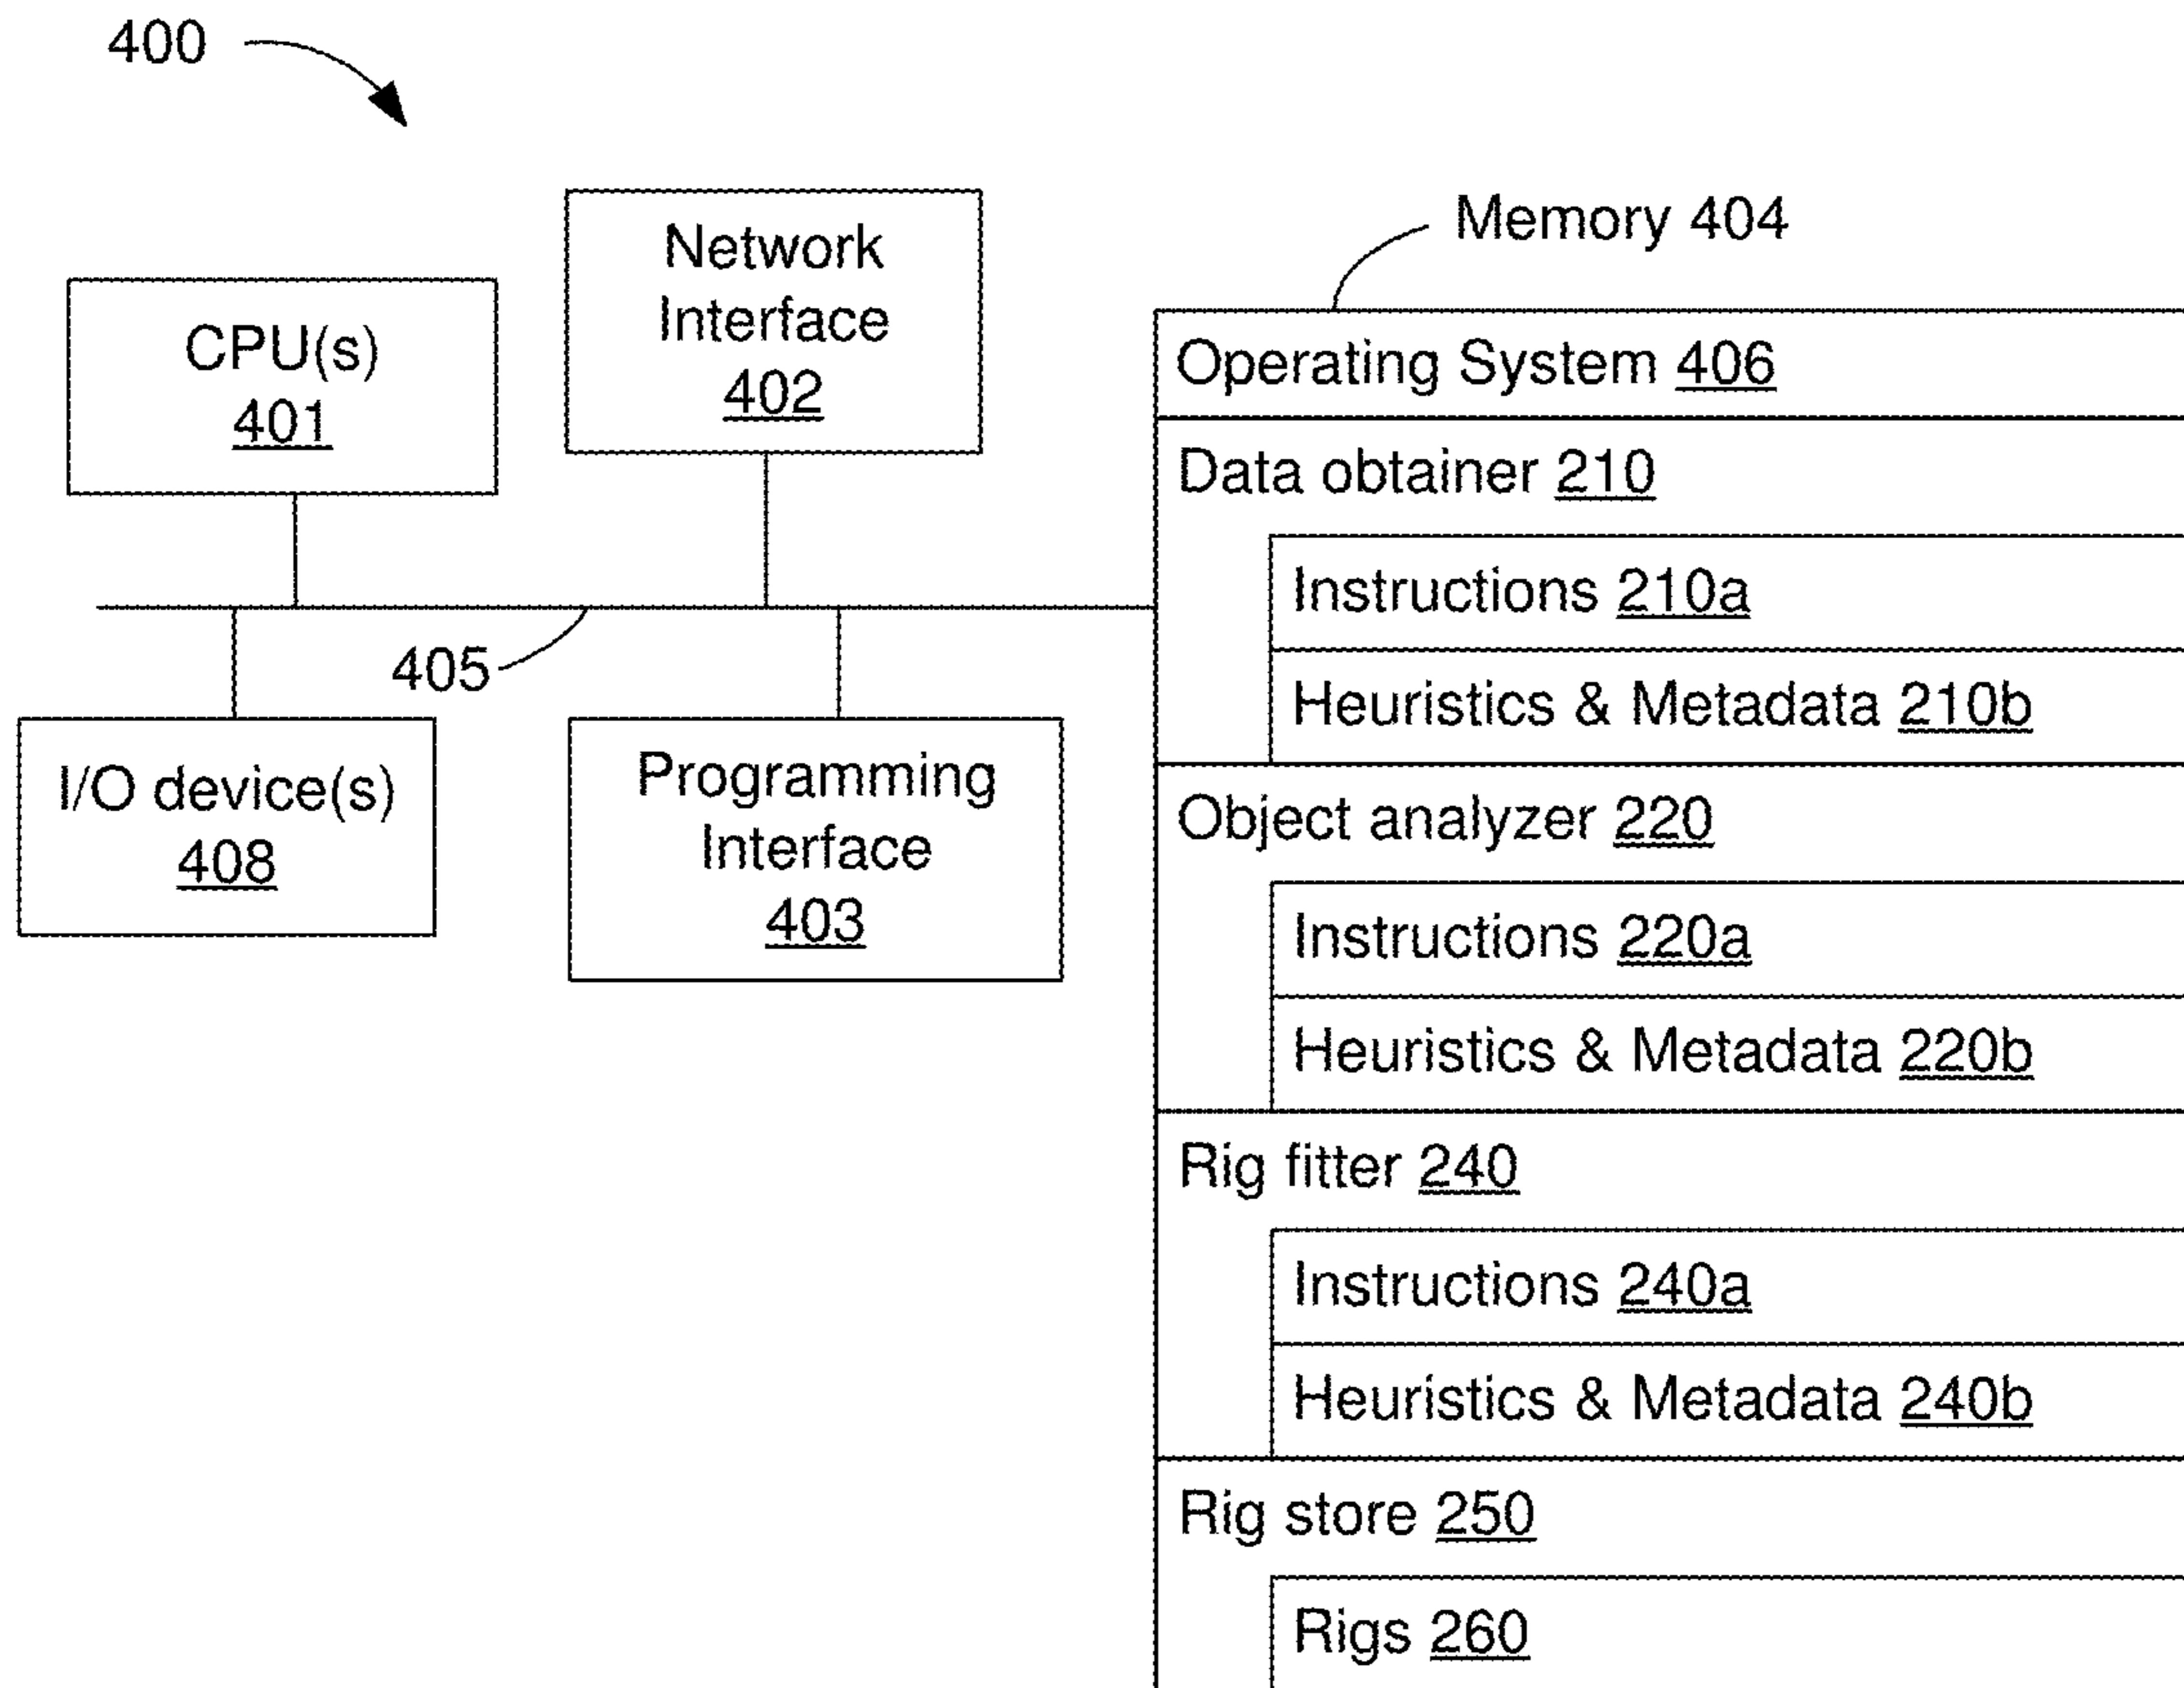 400
Network
Interface
402
Memory 404
CPU(s)
401
Operating System 406
Data obtainer 210
Instructions 210a
405
Heuristics & Metadata 210b
I/O device(s)
408
Programming
Interface
403
Object analyzer 220
Instructions 220a
Heuristics & Metadata 220b
Rig fitter 240
Instructions 240a
Heuristics & Metadata 240b
Rig store 250
Rigs 260